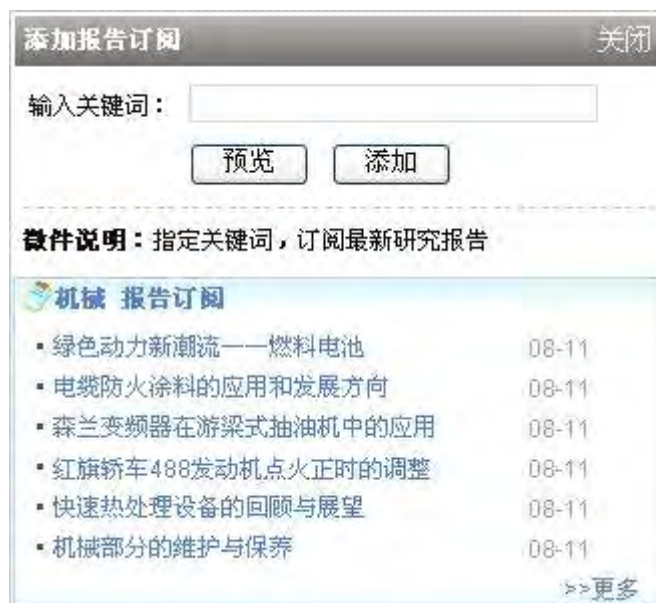 添加报告订阅 关闭
输入关键词：
预览 添加
微件说明：指定关键词，订阅最新研究报告
机械 报告订阅
▪ 绿色动力新潮流——燃料电池 08-11
▪ 电缆防火涂料的应用和发展方向 08-11
▪ 森兰变频器在游梁式抽油机中的应用 08-11
▪ 红旗轿车488发动机点火正时的调整 08-11
▪ 快速热处理设备的回顾与展望 08-11
▪ 机械部分的维护与保养 08-11
>>更多